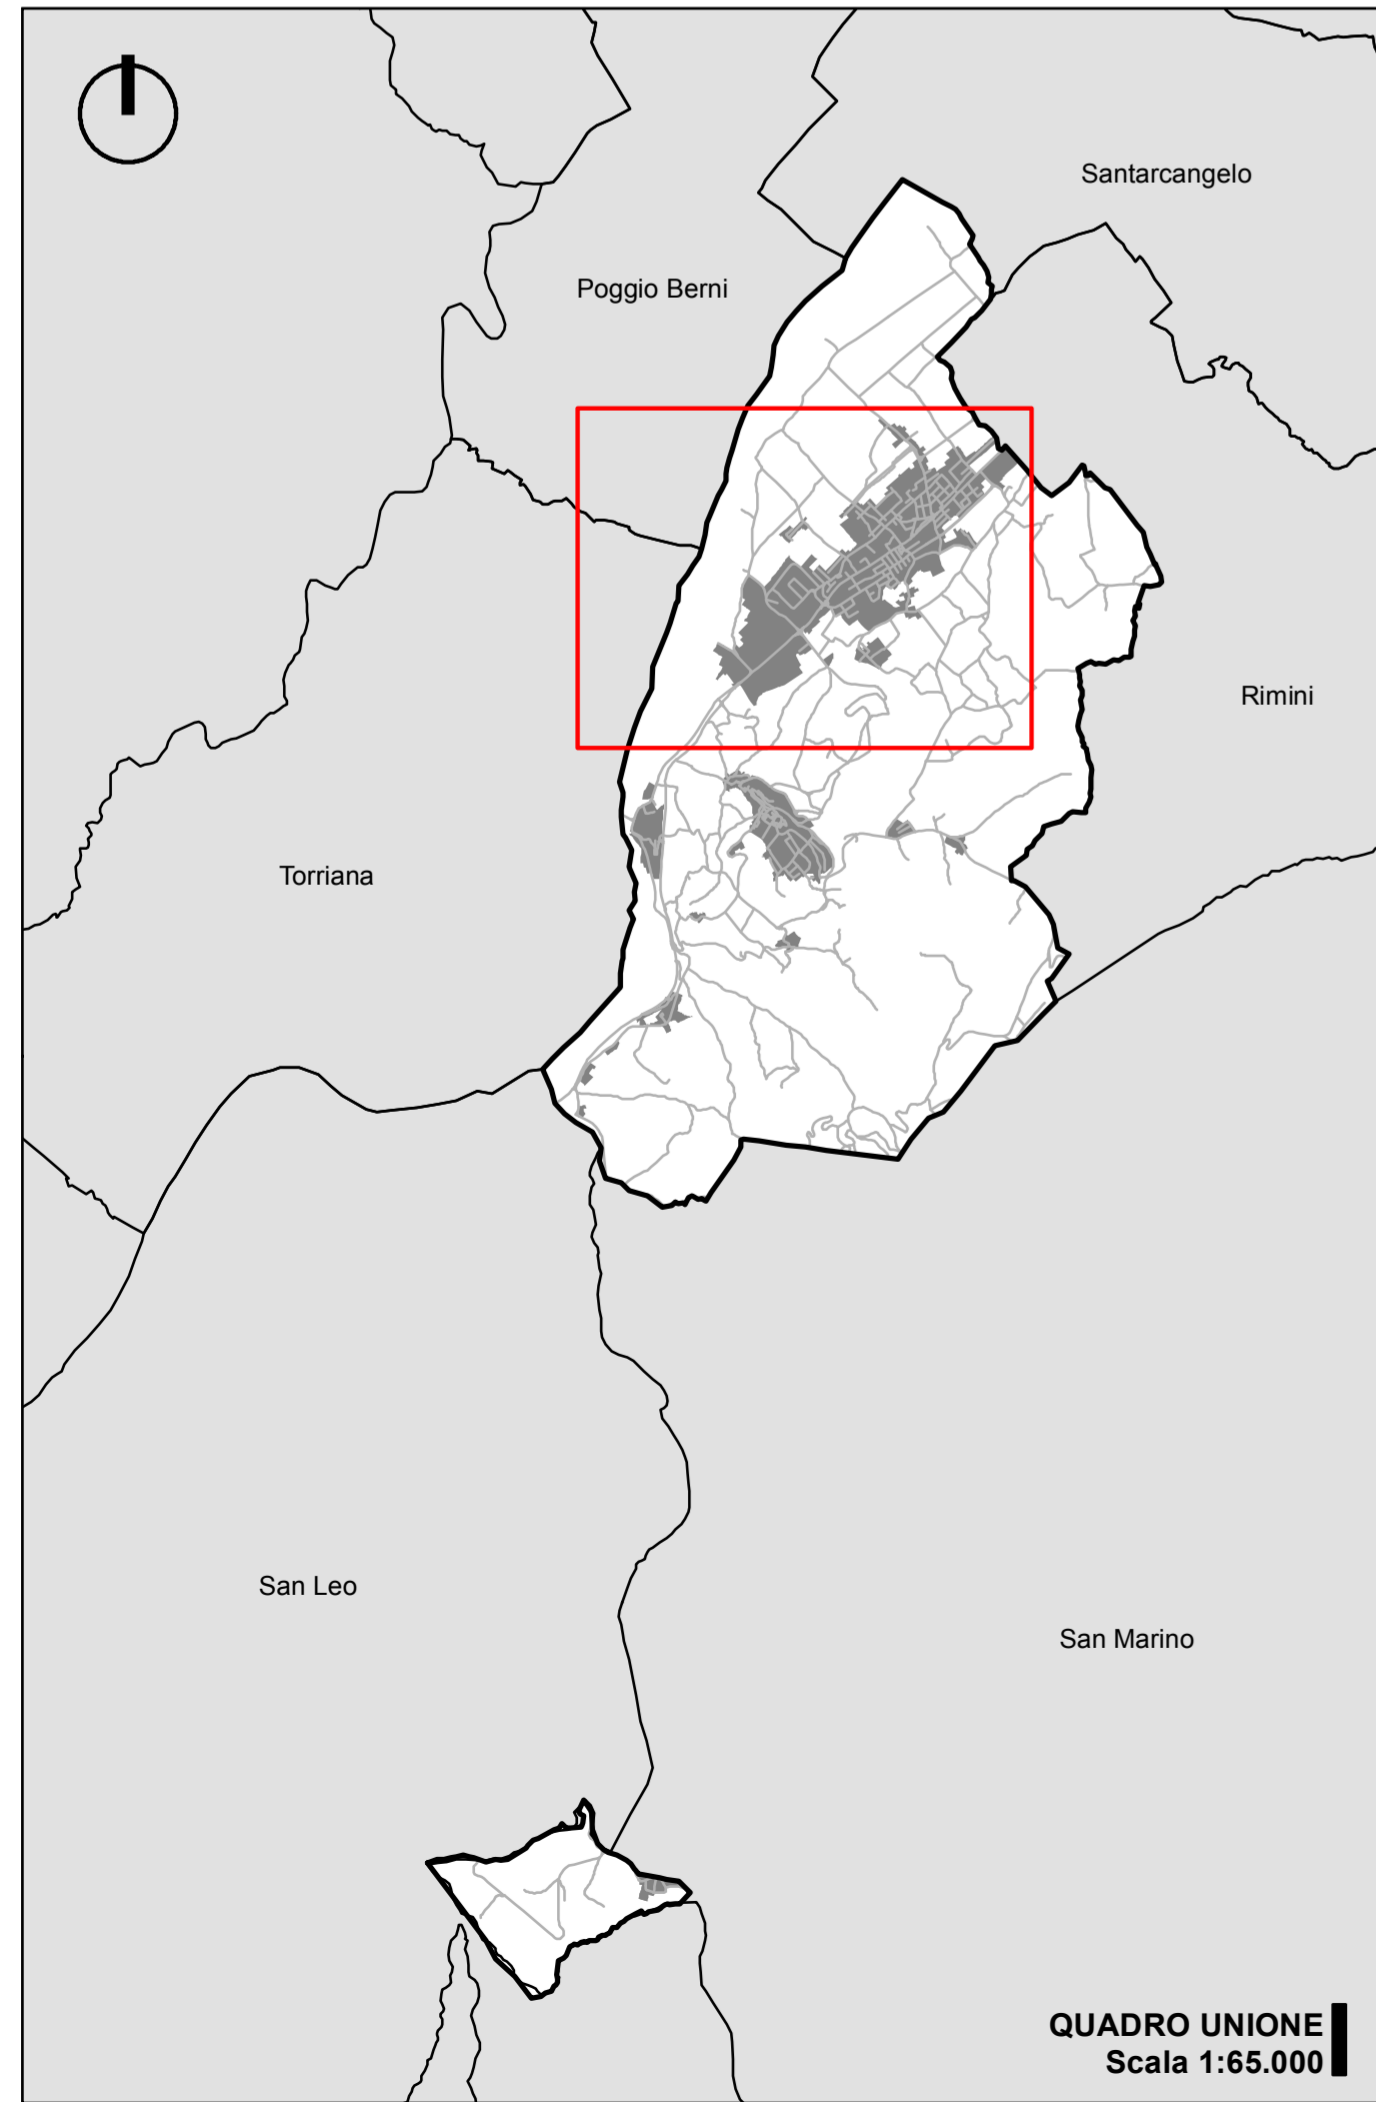 Santarcangelo
Poggio Berni
Rimini
Torriana
San Leo
San Marino
QUADRO UNIONE
Scala 1:65.000